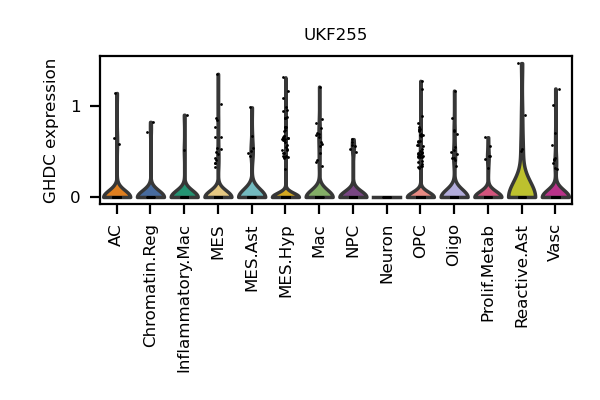 UKF255
GHDC expression
1
0
AC
Chromatin.Reg
Inflammatory.Mac
MES
MES.Ast
MES.Hyp
Mac
NPC
Neuron
OPC
Oligo
Prolif.Metab
Reactive.Ast
Vasc